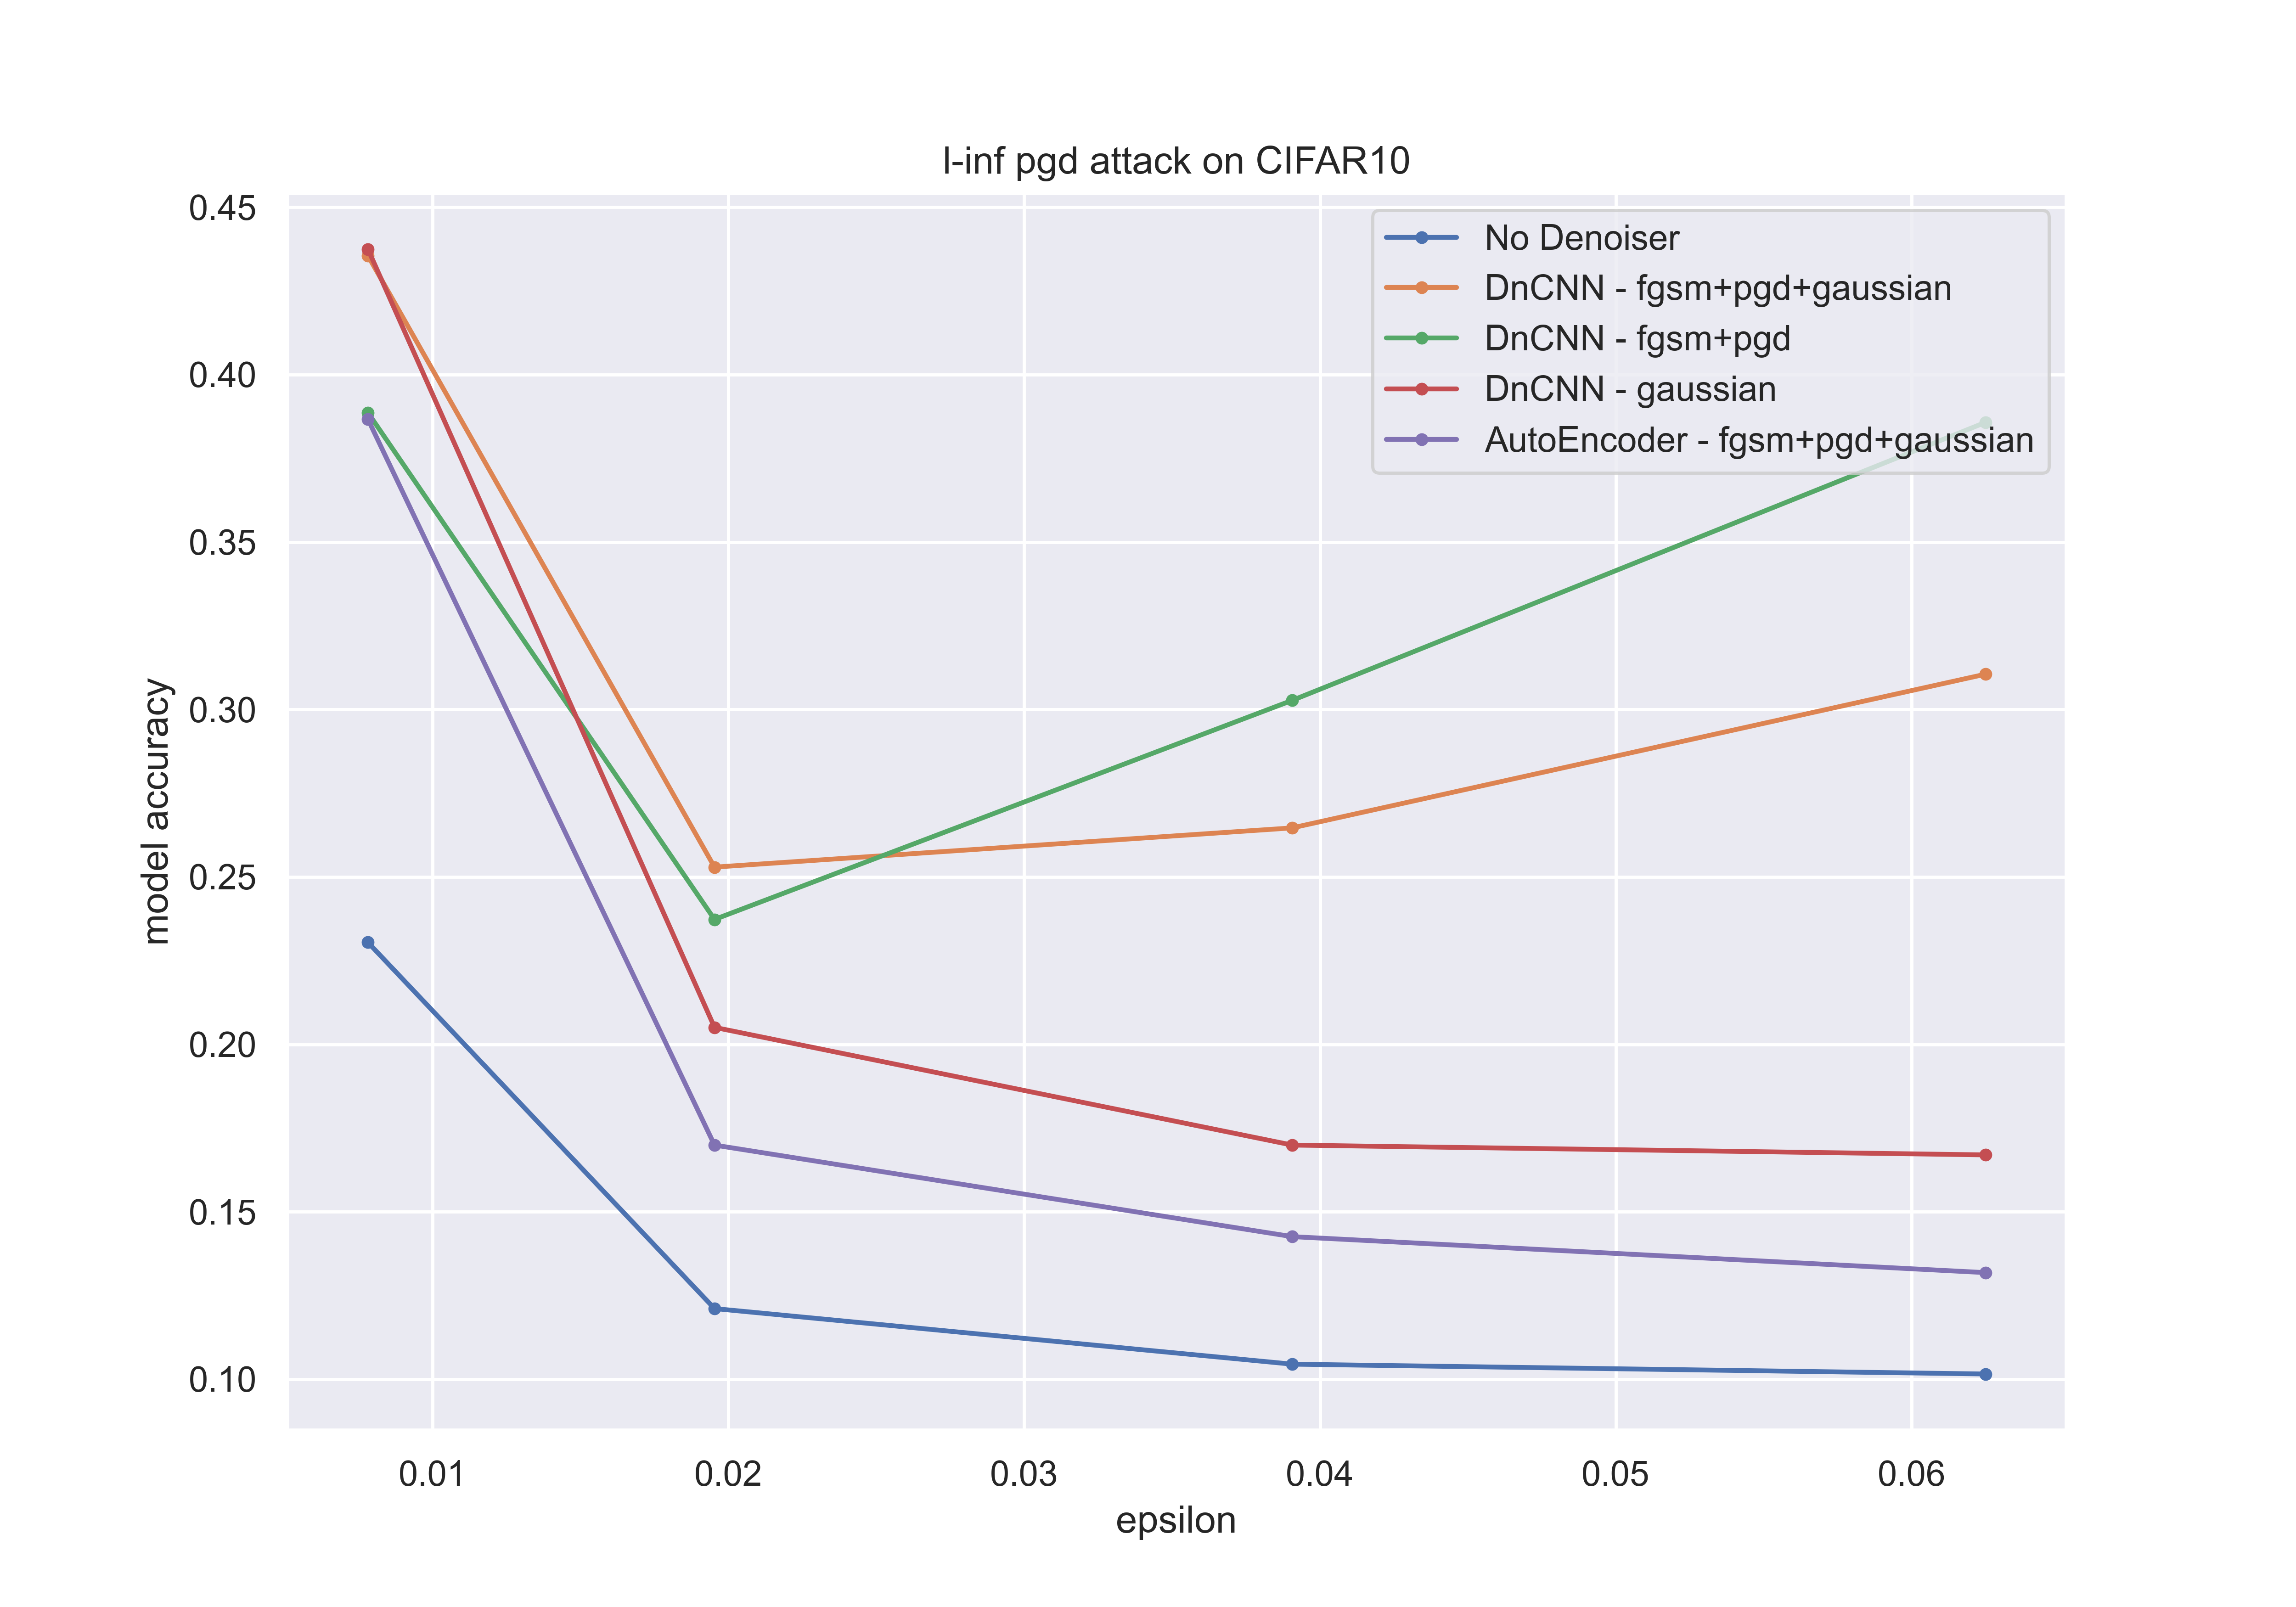 l-inf pgd attack on CIFAR10
0.45
0.40
0.35
0.30
0.25
0.20
0.15
0.10
model accuracy
No Denoiser
DnCNN - fgsm+pgd+gaussian
DnCNN - fgsm+pgd
DnCNN - gaussian
AutoEncoder - fgsm+pgd+gaussian
0.01 0.02 0.03 0.04 0.05 0.06
epsilon